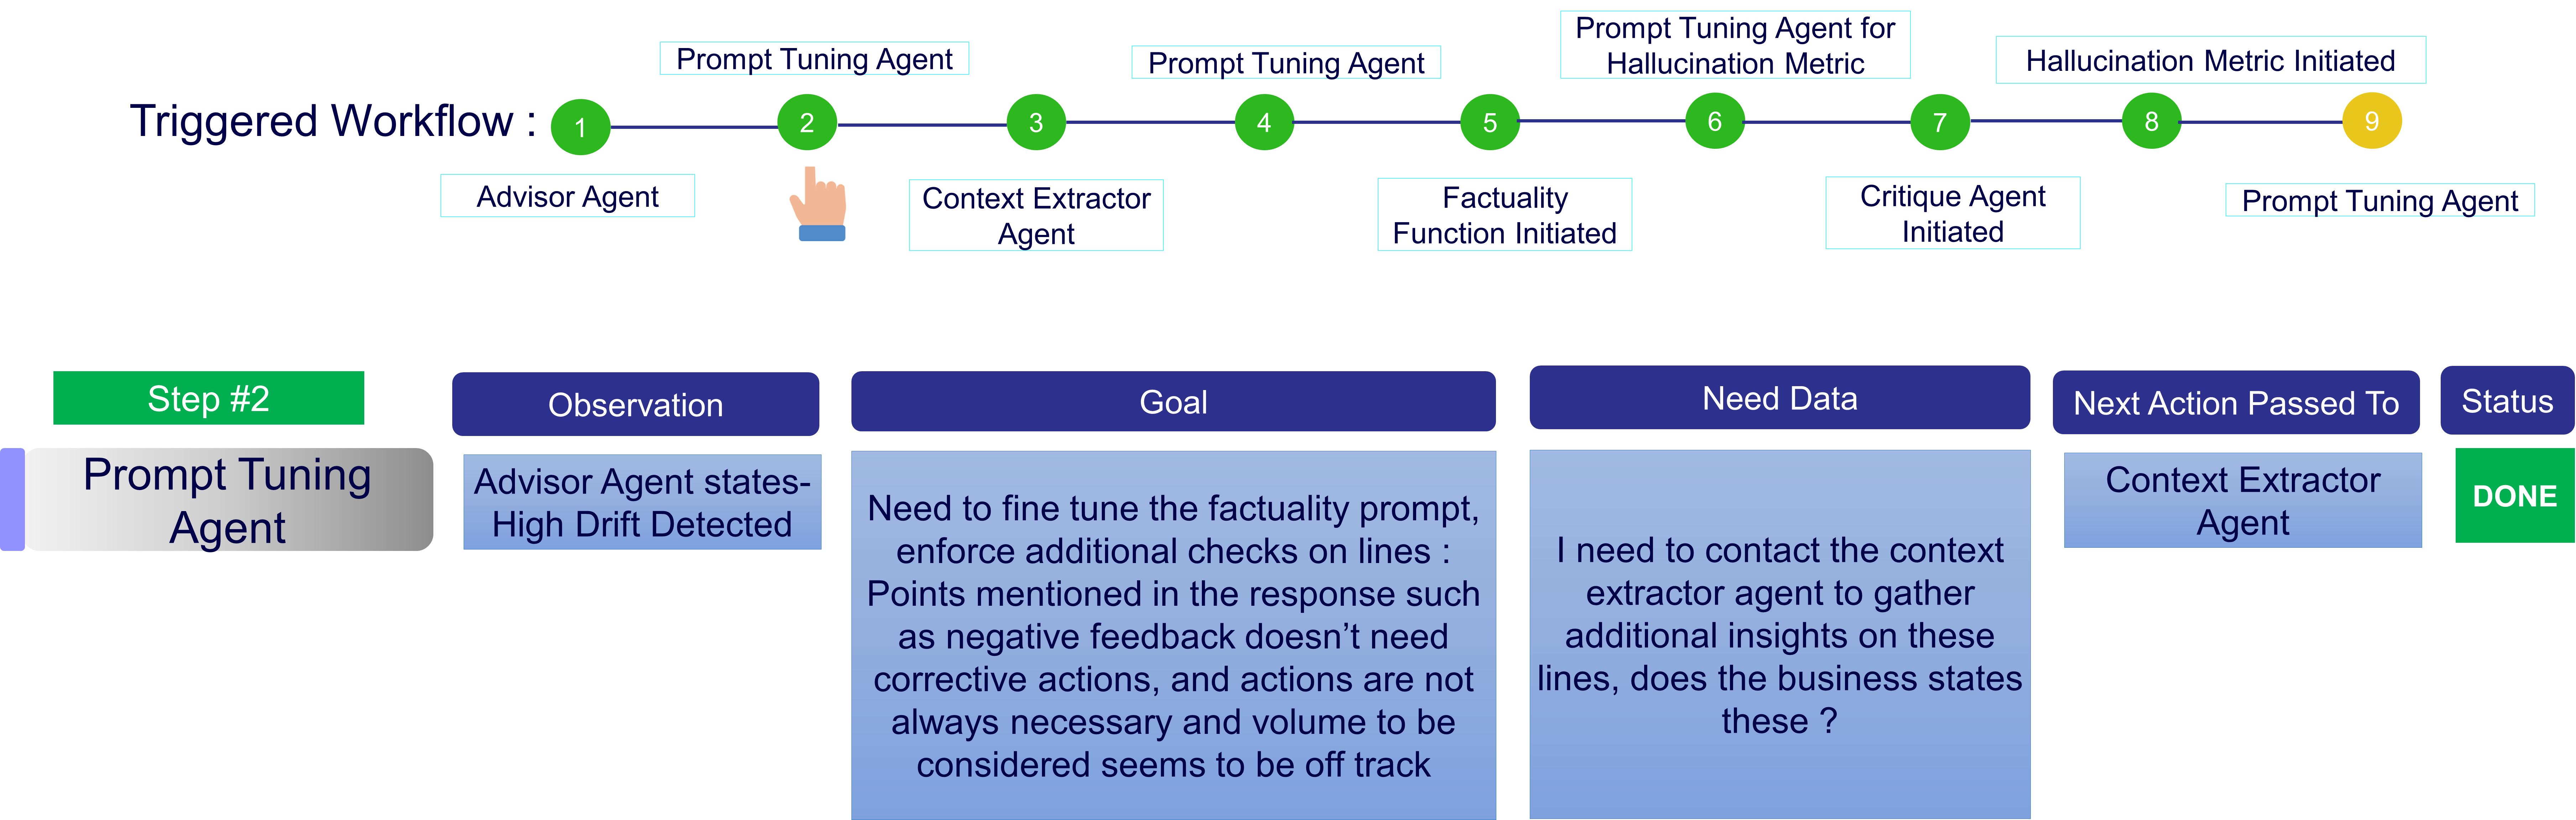 Triggered Workflow :
1
Advisor Agent
Prompt Tuning Agent
2
3
Context Extractor
Agent
Prompt Tuning Agent
4
5
Factuality
Function Initiated
Prompt Tuning Agent for
Hallucination Metric
6
7
Critique Agent
Initiated
Hallucination Metric Initiated
8
9
Prompt Tuning Agent
Step #2
Prompt Tuning
Agent
Observation
Advisor Agent states-
High Drift Detected
Goal
Need to fine tune the factuality prompt,
enforce additional checks on lines :
Points mentioned in the response such
as negative feedback doesn’t need
corrective actions, and actions are not
always necessary and volume to be
considered seems to be off track
Need Data
I need to contact the context
extractor agent to gather
additional insights on these
lines, does the business states
these ?
Next Action Passed To
Context Extractor
Agent
Status
DONE